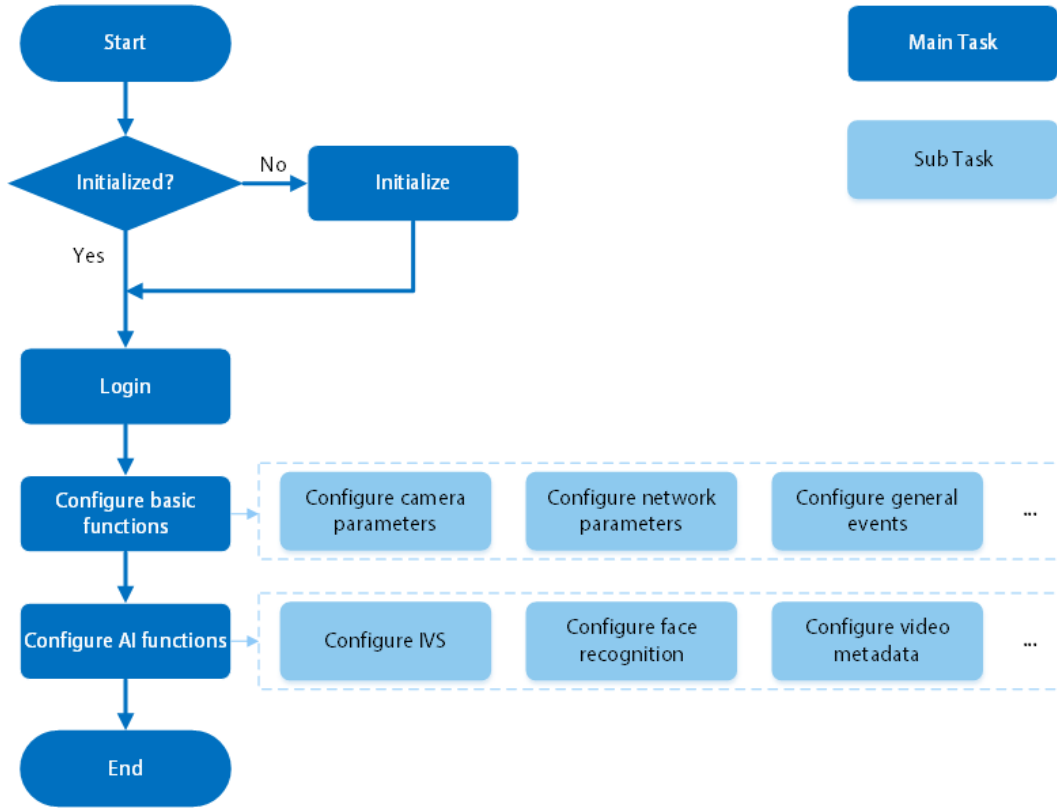 Start
Main Task
Sub Task
Initialized?
No
Initialize
Yes
Login
Configure basic
functions
Configure camera
parameters
Configure network
parameters
Configure general
events
...
Configure AI functions
Configure IVS
Configure face
recognition
Configure video
metadata
...
End